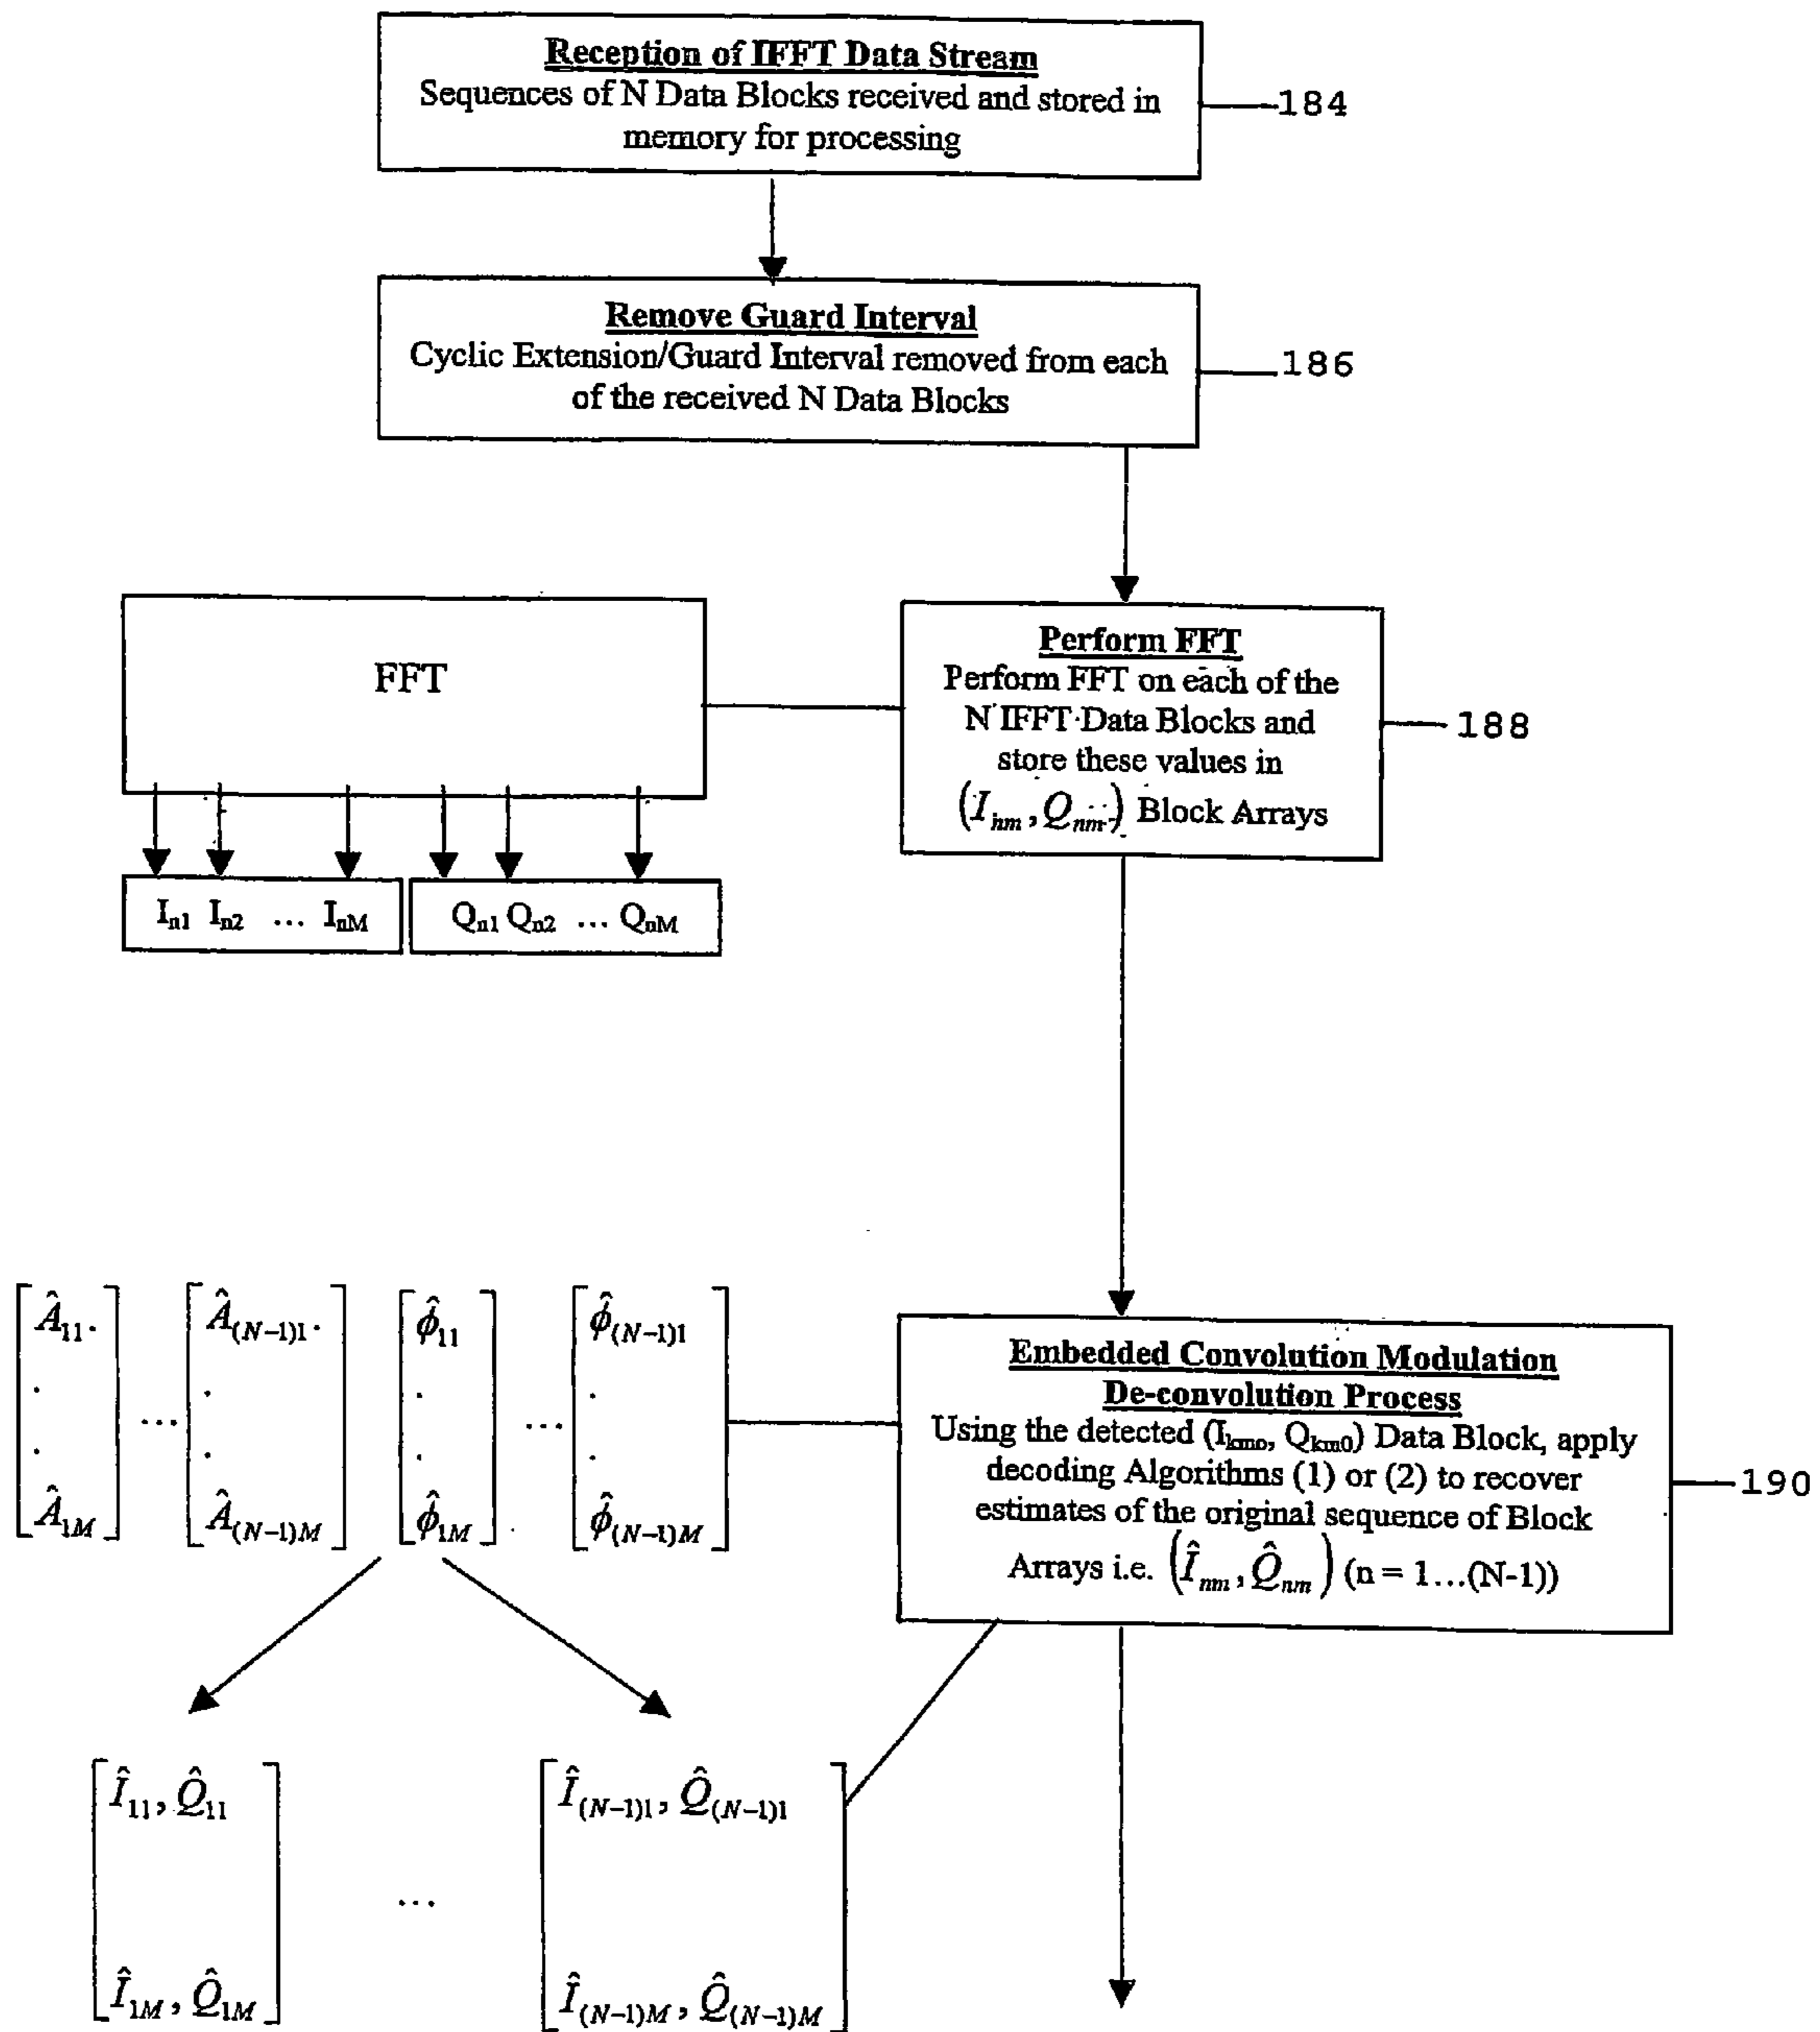 Reception of IFFT Data Stream
Sequences of N Data Blocks received and stored in
memory for processing
184
Remove Guard Interval
Cyclic Extension/Guard Interval removed from each
of the received N Data Blocks
186
FFT
Perform FFT
Perform FFT on each of the
N IFFT Data Blocks and
store these values in
(I_nm, Q_nm) Block Arrays
188
I_n1 I_n2 ... I_nM
Q_n1 Q_n2 ... Q_nM
Â_11. ... Â_(N-1)1. φ̂_11 ... φ̂_(N-1)1
. . . .
. . . .
Â_1M Â_(N-1)M φ̂_1M φ̂_(N-1)M
Embedded Convolution Modulation
De-convolution Process
Using the detected (I_kmo, Q_km0) Data Block, apply
decoding Algorithms (1) or (2) to recover
estimates of the original sequence of Block
Arrays i.e. (Î_nm, Q̂_nm) (n = 1...(N-1))
190
Î_11, Q̂_11 Î_(N-1)1, Q̂_(N-1)1
...
Î_1M, Q̂_1M Î_(N-1)M, Q̂_(N-1)M